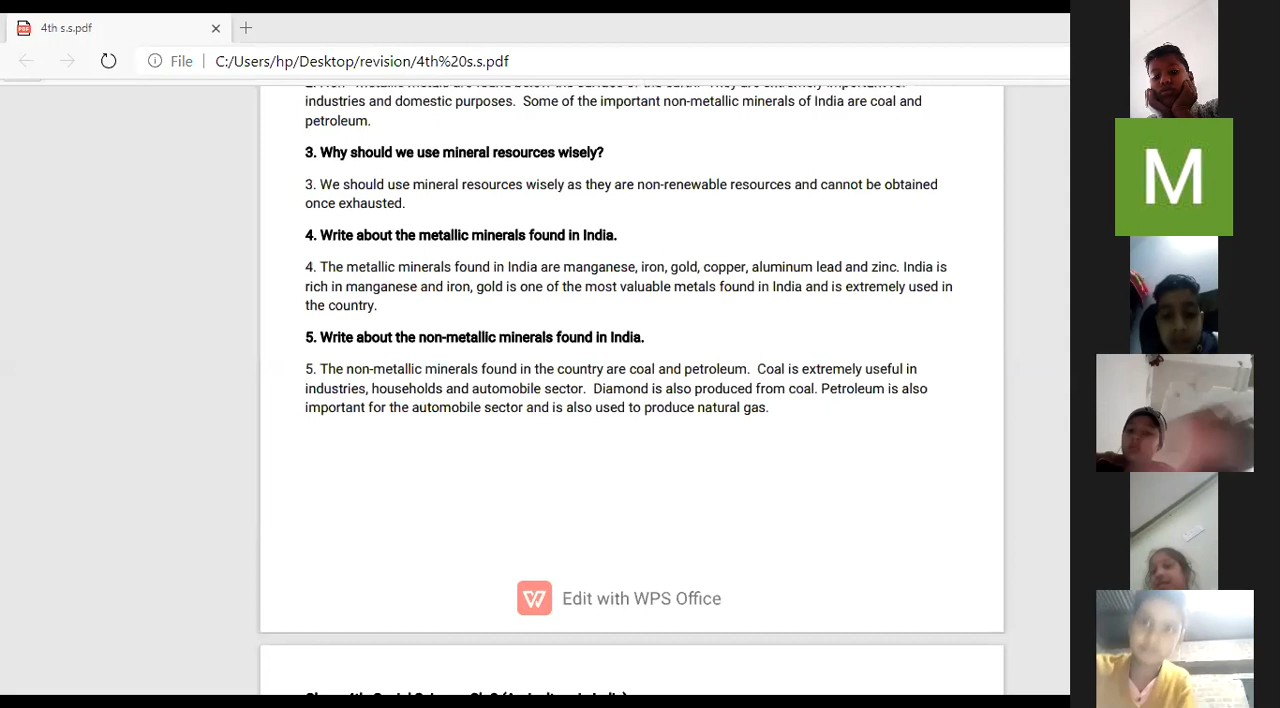 4th s.s.pdf
File
C:/Users/hp/Desktop/revision/4th%20s.s.pdf
industries and domestic purposes. Some of the important non-metallic minerals of India are coal and
petroleum.
3. Why should we use mineral resources wisely?
3. We should use mineral resources wisely as they are non-renewable resources and cannot be obtained
once exhausted.
4. Write about the metallic minerals found in India.
4. The metallic minerals found in India are manganese, iron, gold, copper, aluminum lead and zinc. India is
rich in manganese and iron, gold is one of the most valuable metals found in India and is extremely used in
the country.
5. Write about the non-metallic minerals found in India.
5. The non-metallic minerals found in the country are coal and petroleum. Coal is extremely useful in
industries, households and automobile sector. Diamond is also produced from coal. Petroleum is also
important for the automobile sector and is also used to produce natural gas.
Edit with WPS Office
M